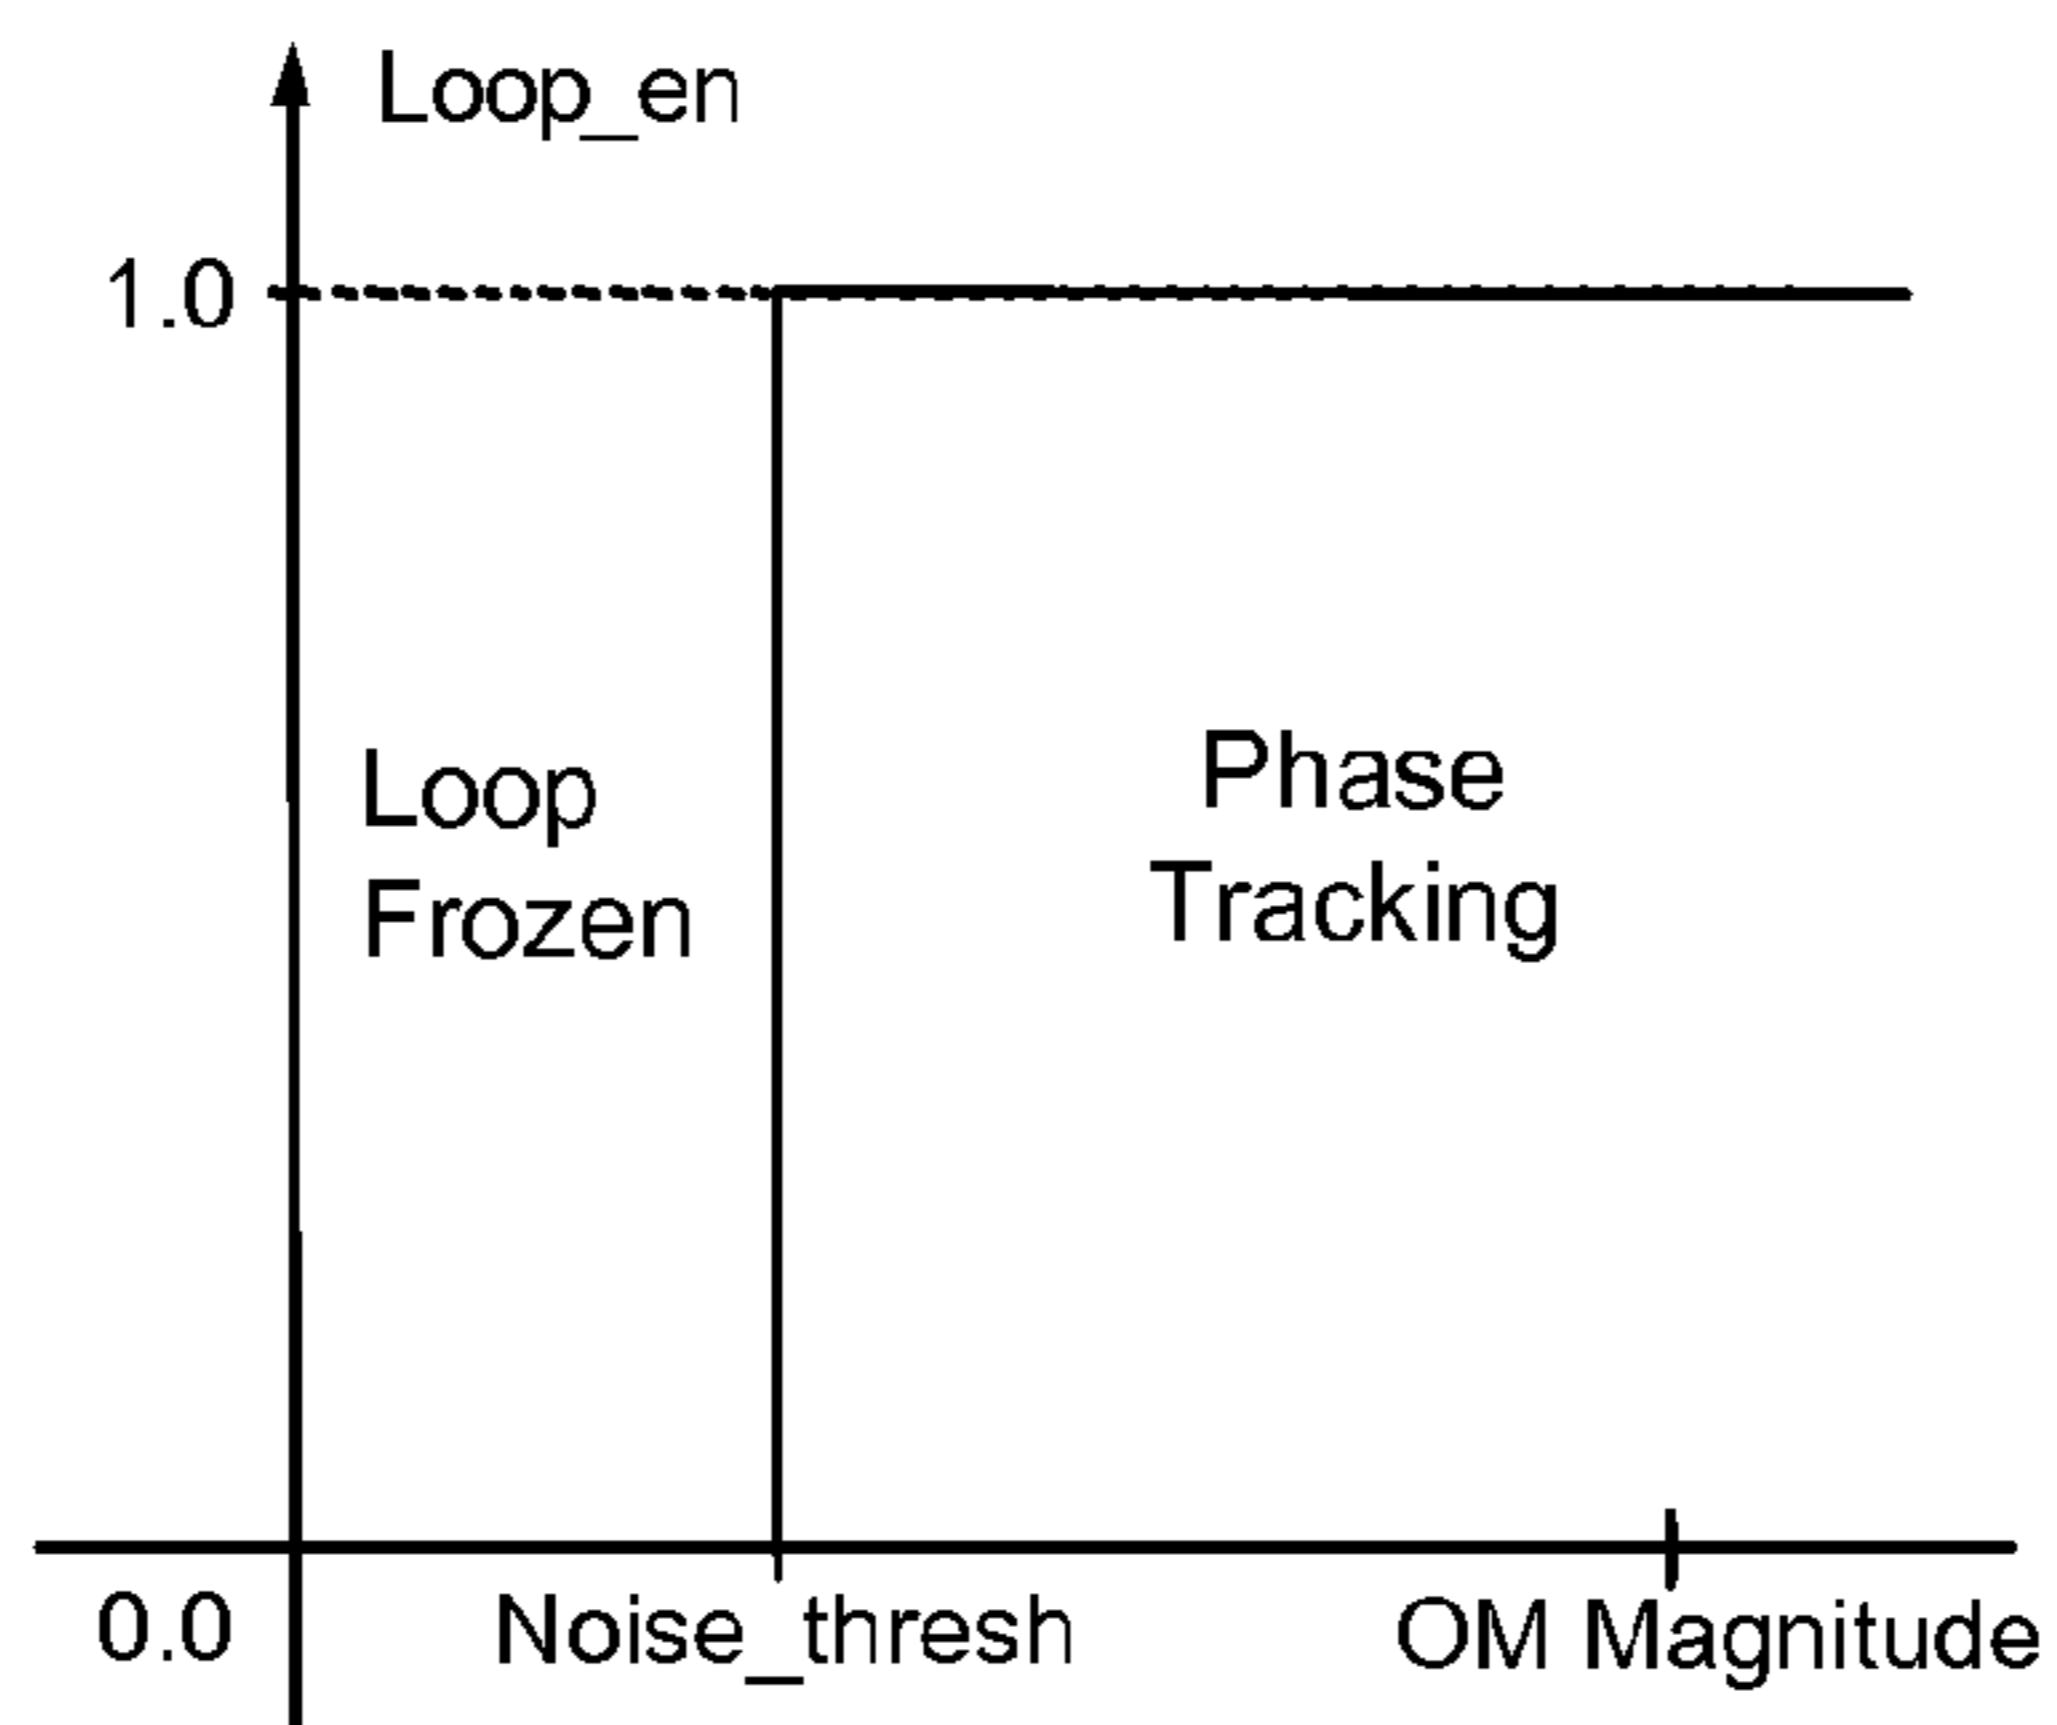 Loop_en
1.0
Loop
Frozen
Phase
Tracking
0.0
Noise_thresh
OM Magnitude